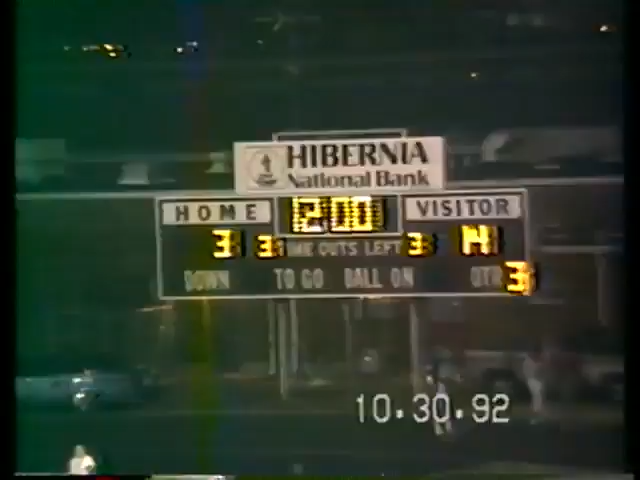 HIBERNIA
National Bank
HOME 12:00 VISITOR
3 3 TIME OUTS LEFT 3 14
DOWN TO GO BALL ON QTR 3
10.30.92